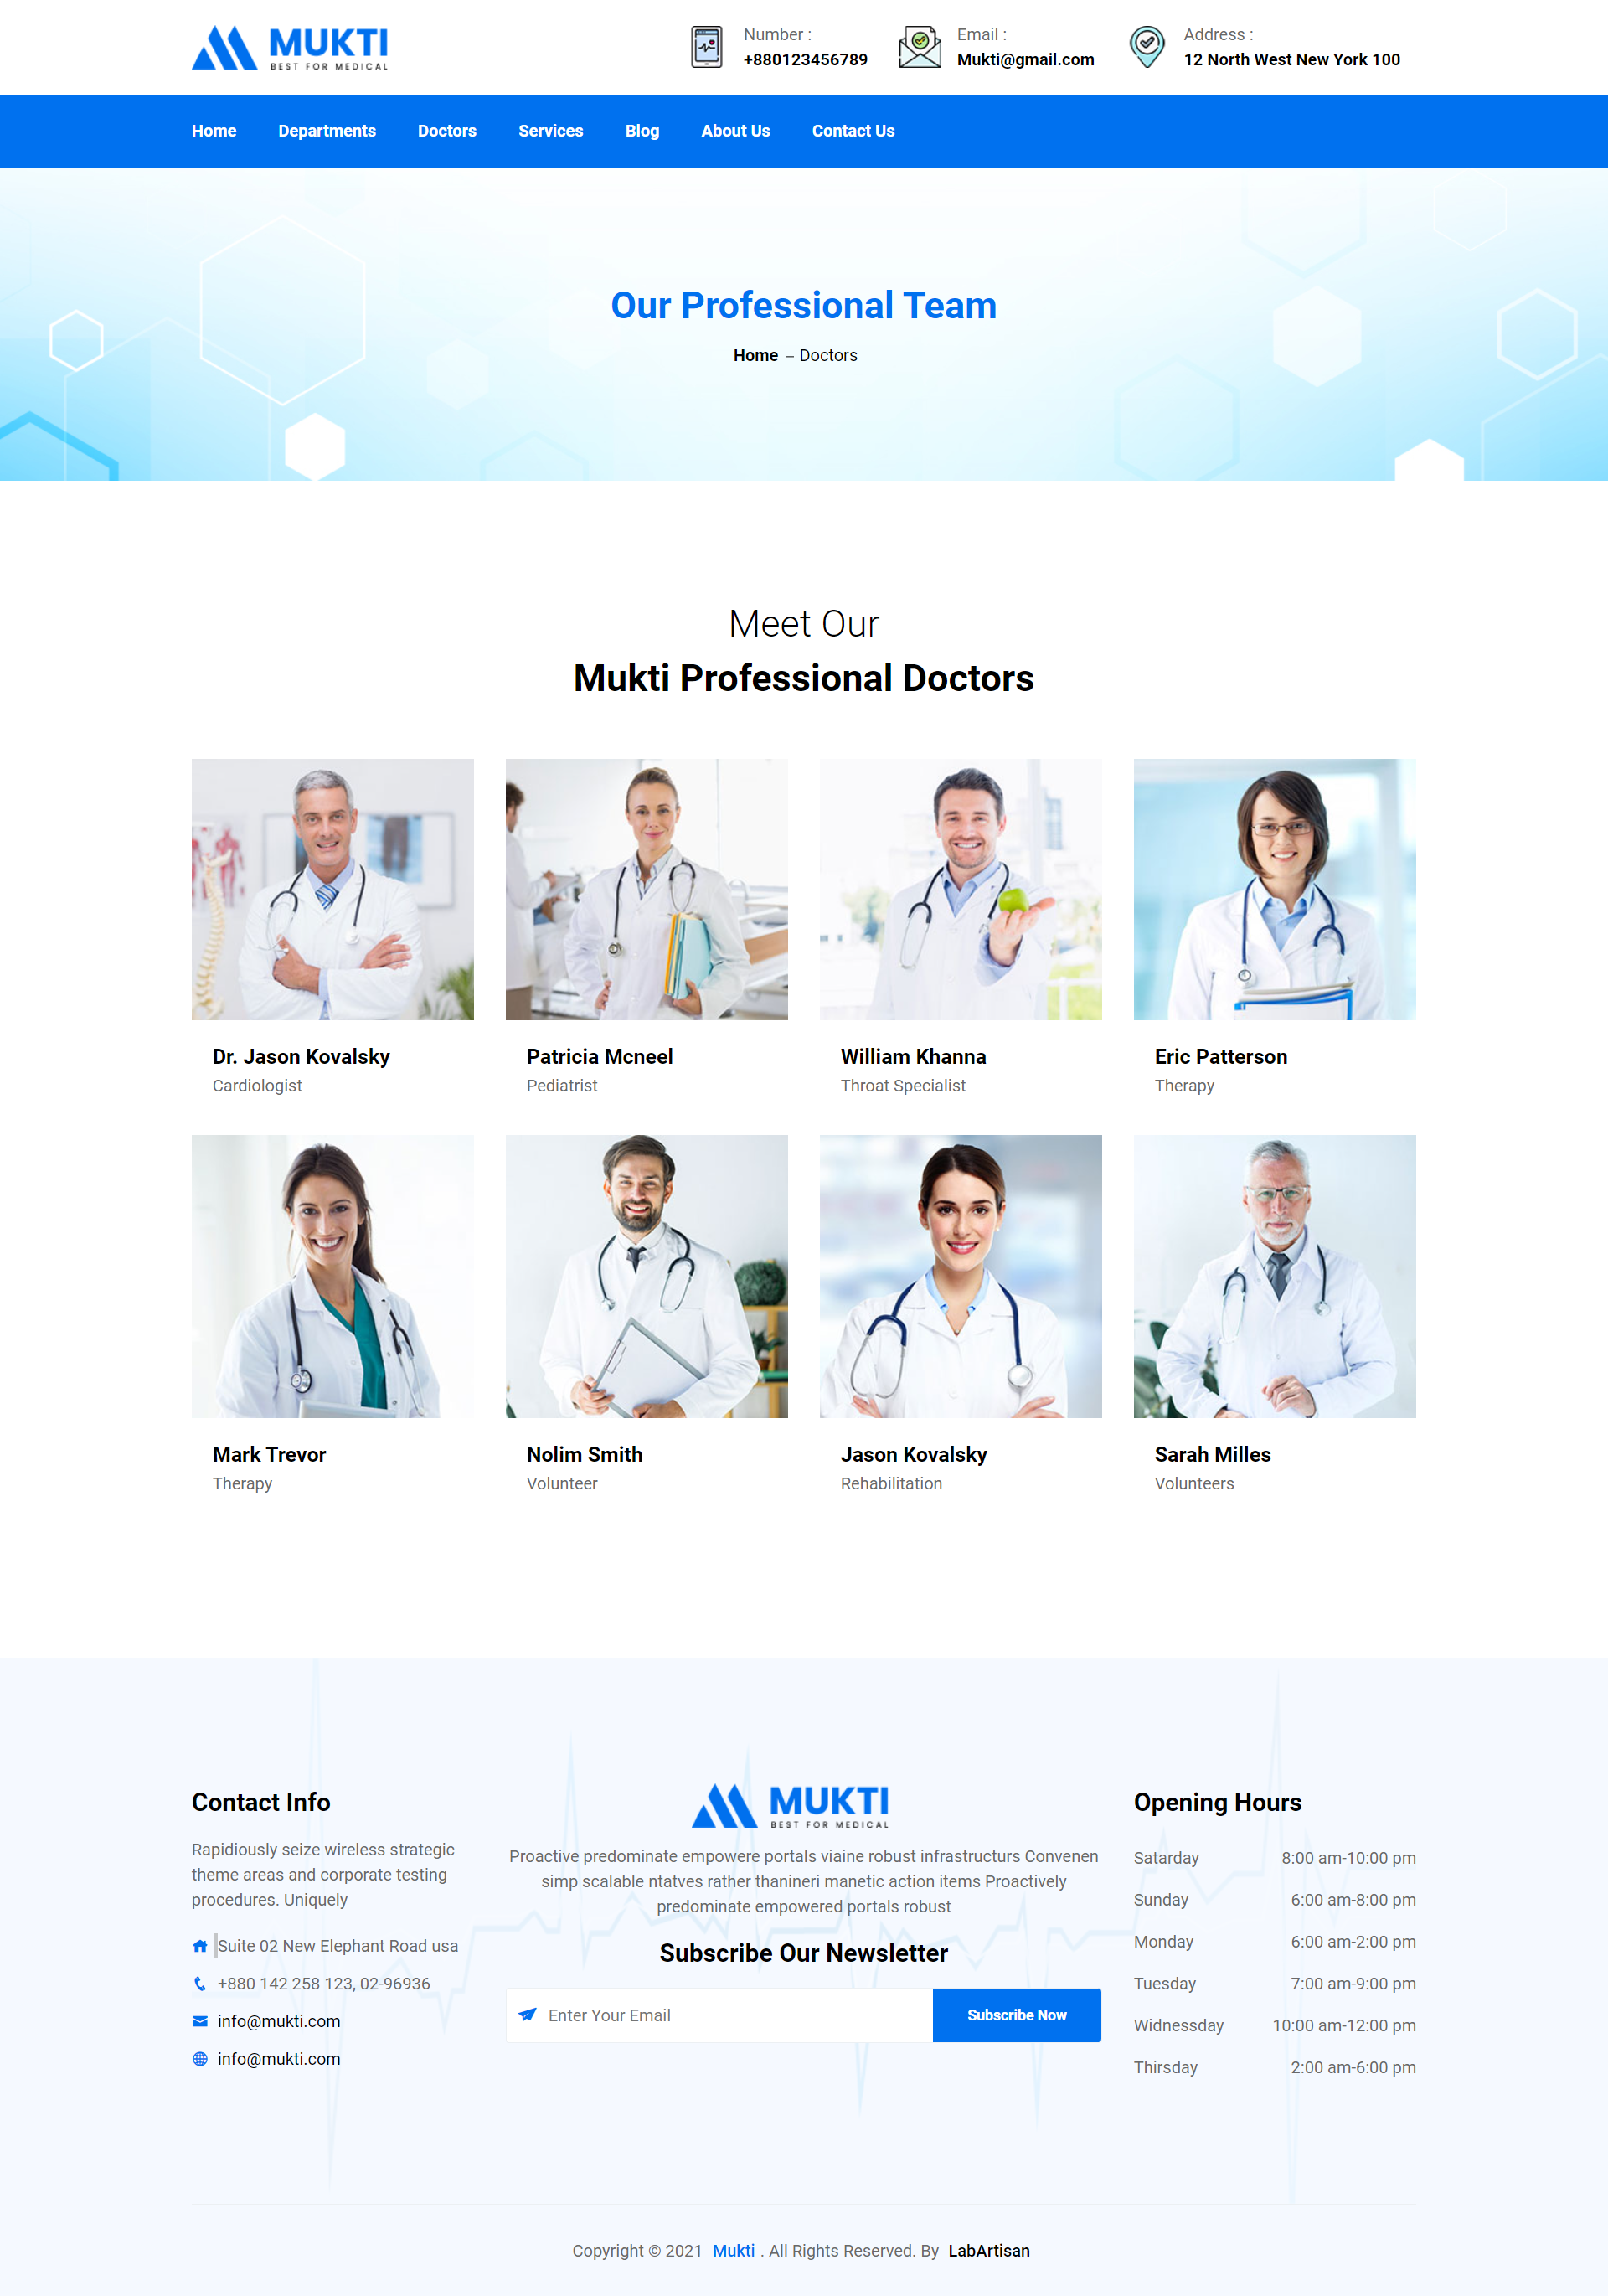 MUKTI
BEST FOR MEDICAL
Number :
+880123456789
Email :
Mukti@gmail.com
Address :
12 North West New York 100
Home Departments Doctors Services Blog About Us Contact Us
Our Professional Team
Home – Doctors
Meet Our
Mukti Professional Doctors
Dr. Jason Kovalsky
Cardiologist
Patricia Mcneel
Pediatrist
William Khanna
Throat Specialist
Eric Patterson
Therapy
Mark Trevor
Therapy
Nolim Smith
Volunteer
Jason Kovalsky
Rehabilitation
Sarah Milles
Volunteers
Contact Info
Rapidiously seize wireless strategic
theme areas and corporate testing
procedures. Uniquely
Suite 02 New Elephant Road usa
+880 142 258 123, 02-96936
info@mukti.com
info@mukti.com
MUKTI
BEST FOR MEDICAL
Proactive predominate empowere portals viaine robust infrastructurs Convenen
simp scalable ntatves rather thanineri manetic action items Proactively
predominate empowered portals robust
Subscribe Our Newsletter
Enter Your Email
Subscribe Now
Opening Hours
Satarday 8:00 am-10:00 pm
Sunday 6:00 am-8:00 pm
Monday 6:00 am-2:00 pm
Tuesday 7:00 am-9:00 pm
Widnessday 10:00 am-12:00 pm
Thirsday 2:00 am-6:00 pm
Copyright © 2021 Mukti . All Rights Reserved. By LabArtisan